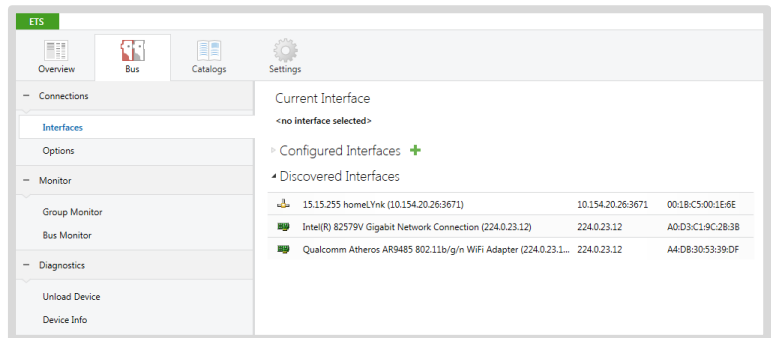 ETS
Overview
Bus
Catalogs
Settings
Connections
Interfaces
Options
Monitor
Group Monitor
Bus Monitor
Diagnostics
Unload Device
Device Info
Current Interface
<no interface selected>
Configured Interfaces
Discovered Interfaces
15.15.255 homeLYnk (10.154.20.26:3671) 10.154.20.26:3671 00:1B:C5:00:1E:6E
Intel(R) 82579V Gigabit Network Connection (224.0.23.12) 224.0.23.12 A0:D3:C1:9C:2B:3B
Qualcomm Atheros AR9485 802.11b/g/n WiFi Adapter (224.0.23.1... 224.0.23.12 A4:DB:30:53:39:DF